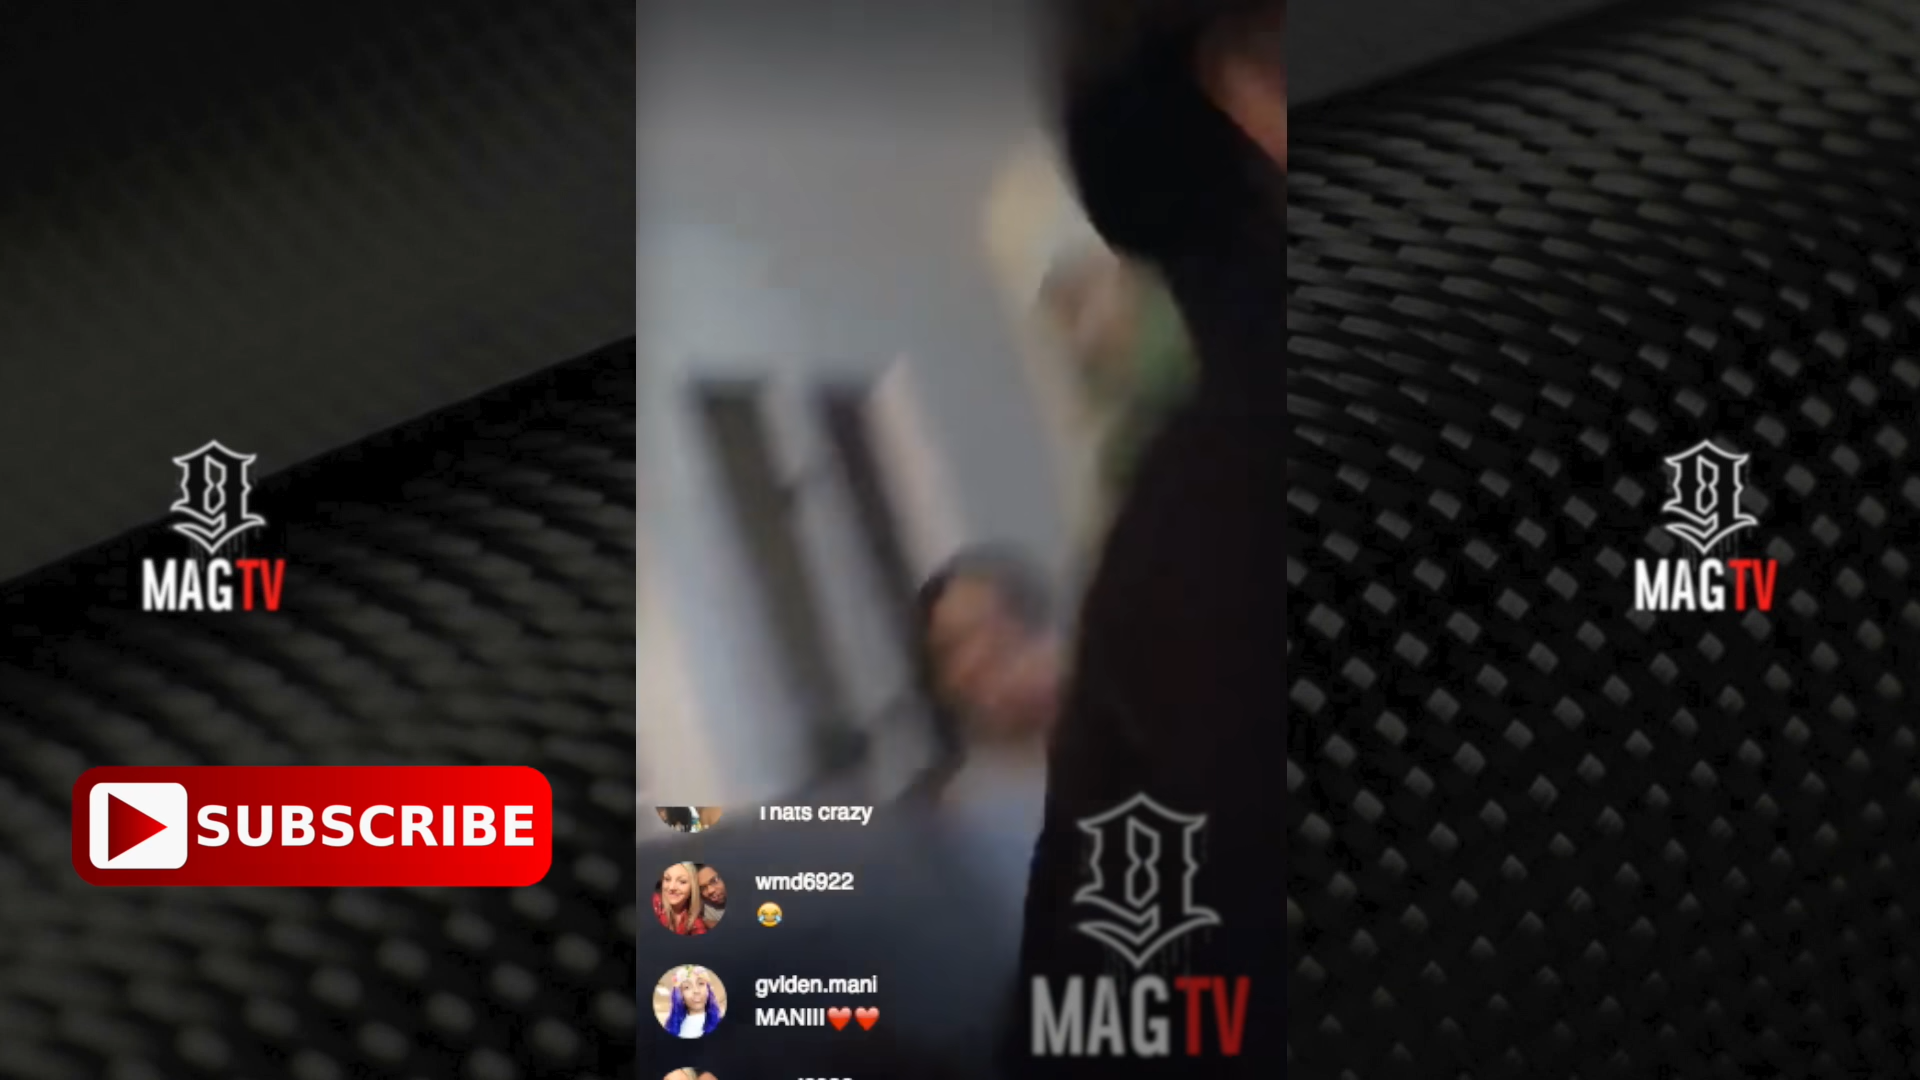 MAGTV
SUBSCRIBE
Thats crazy
wmd6922
😂
gvlden.mani
MANIII❤️❤️
MAGTV
MAGTV